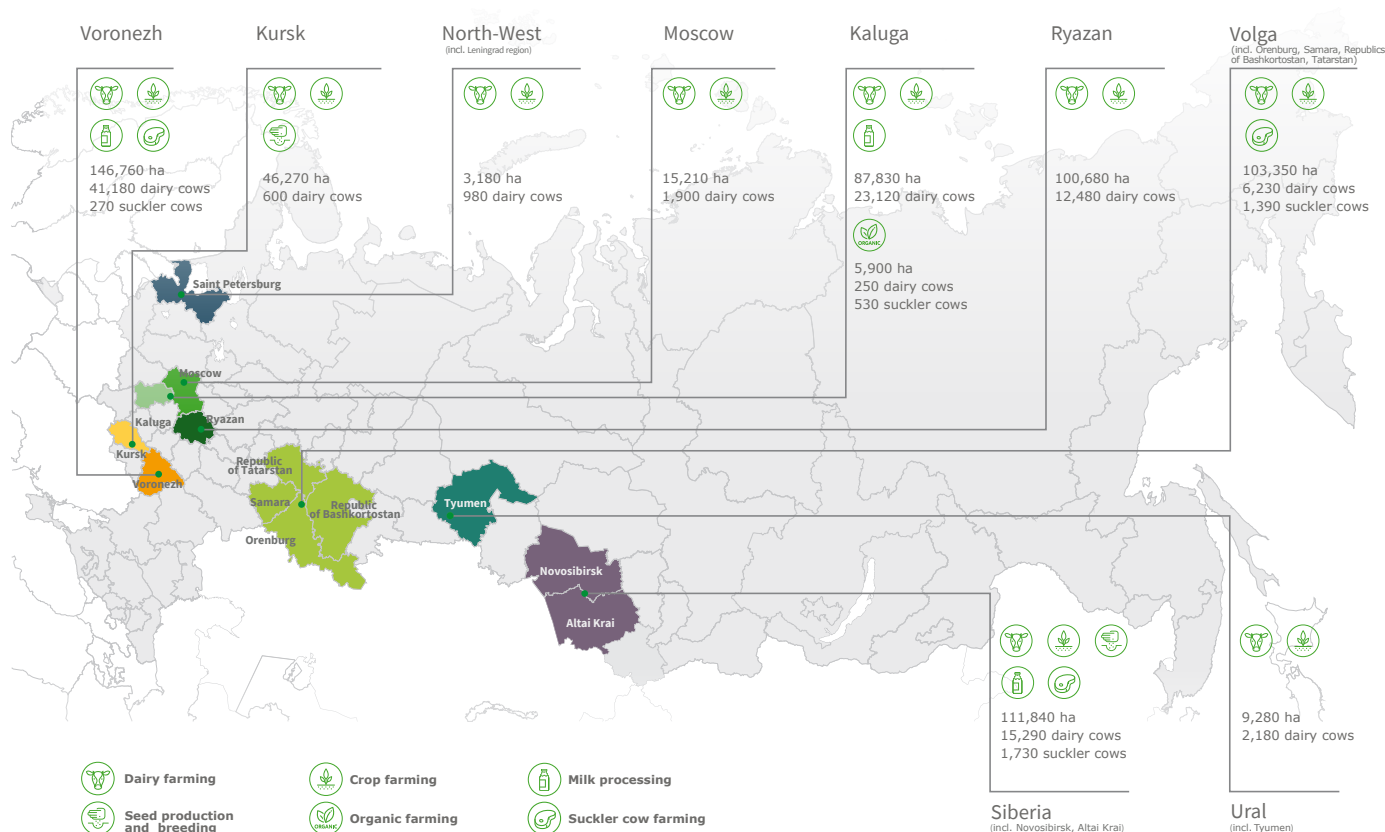 Voronezh
146,760 ha
41,180 dairy cows
270 suckler cows
Kursk
46,270 ha
600 dairy cows
North-West
(incl. Leningrad region)
3,180 ha
980 dairy cows
Moscow
15,210 ha
1,900 dairy cows
Kaluga
87,830 ha
23,120 dairy cows
ORGANIC
5,900 ha
250 dairy cows
530 suckler cows
Ryazan
100,680 ha
12,480 dairy cows
Volga
(incl. Orenburg, Samara, Republics
of Bashkortostan, Tatarstan)
103,350 ha
6,230 dairy cows
1,390 suckler cows
Saint Petersburg
Moscow
Kaluga
Ryazan
Kursk
Voronezh
Republic
of Tatarstan
Samara
Republic
of Bashkortostan
Orenburg
Tyumen
Novosibirsk
Altai Krai
111,840 ha
15,290 dairy cows
1,730 suckler cows
Siberia
(incl. Novosibirsk, Altai Krai)
9,280 ha
2,180 dairy cows
Ural
(incl. Tyumen)
Dairy farming
Crop farming
Milk processing
Seed production
and breeding
ORGANIC
Organic farming
Suckler cow farming